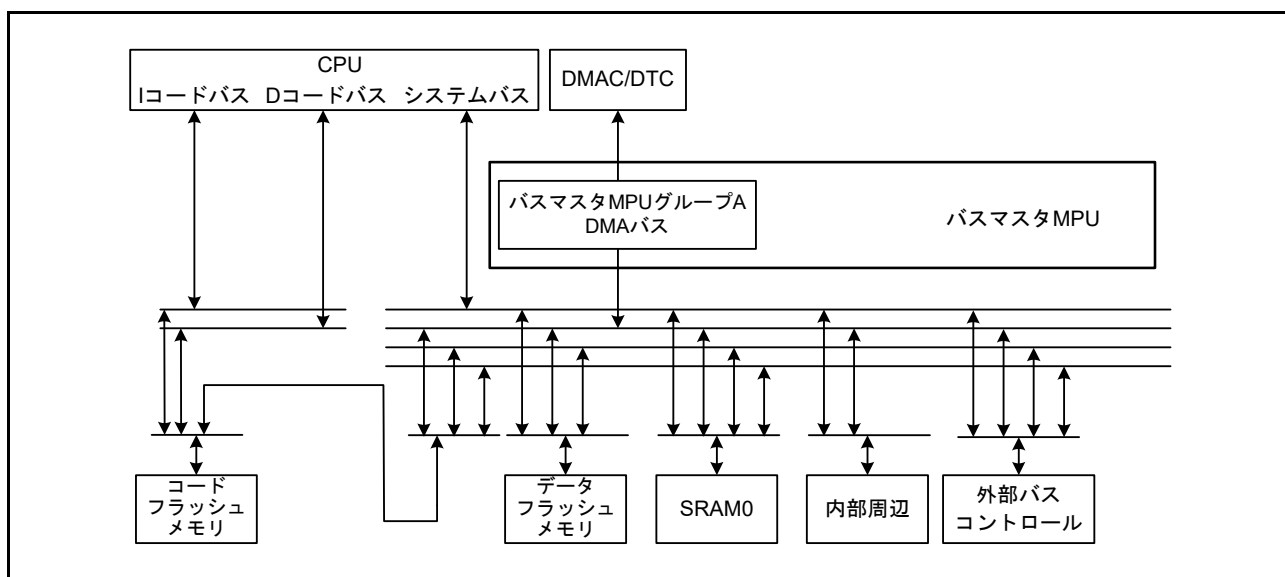 CPU
Iコードバス Dコードバス システムバス
DMAC/DTC
バスマスタMPUグループA
DMAバス
バスマスタMPU
コード
フラッシュ
メモリ
データ
フラッシュ
メモリ
SRAM0
内部周辺
外部バス
コントロール